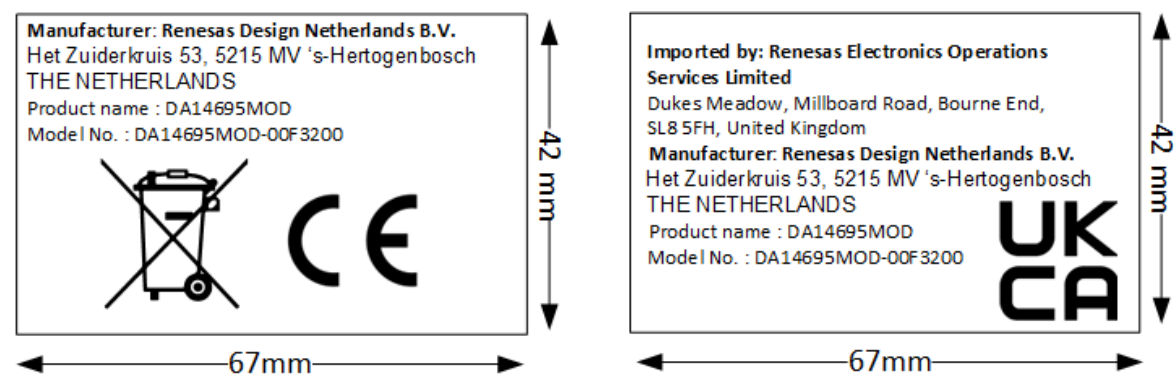 Manufacturer: Renesas Design Netherlands B.V.
Het Zuiderkruis 53, 5215 MV ‘s-Hertogenbosch
THE NETHERLANDS
Product name : DA14695MOD
Model No. : DA14695MOD-00F3200
CE
42 mm
67mm
Imported by: Renesas Electronics Operations
Services Limited
Dukes Meadow, Millboard Road, Bourne End,
SL8 5FH, United Kingdom
Manufacturer: Renesas Design Netherlands B.V.
Het Zuiderkruis 53, 5215 MV ‘s-Hertogenbosch
THE NETHERLANDS
Product name : DA14695MOD
Model No. : DA14695MOD-00F3200
UK
CA
42 mm
67mm